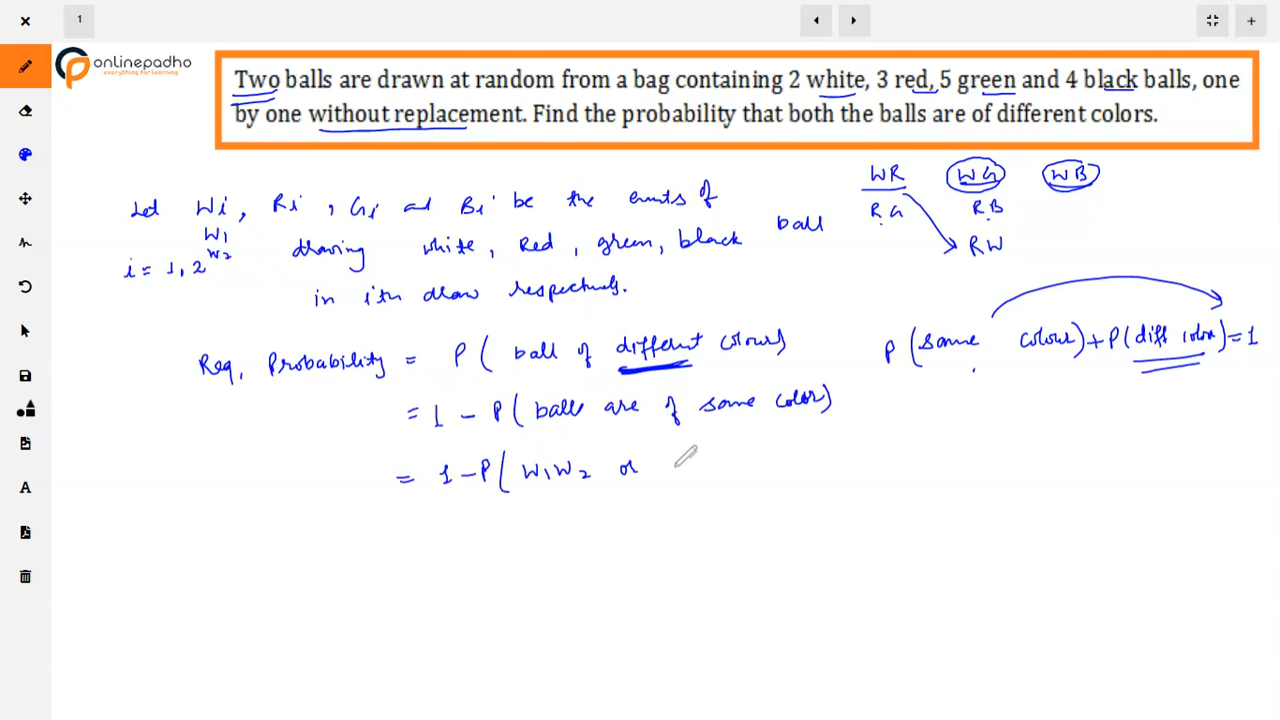 1
onlinepadho
everything for learning
Two balls are drawn at random from a bag containing 2 white, 3 red, 5 green and 4 black balls, one
by one without replacement. Find the probability that both the balls are of different colors.
WR WG WB
Let Wi, Ri, Gi and Bi be the events of
RG RB
W1
drawing white, Red, green, black ball
i = 1, 2 W2
RW
in ith draw respectively.
Req. Probability = P( ball of different colours)
P(same colour)+P(diff color)=1
= 1 - P( balls are of same color)
= 1 - P( W1W2 or
A